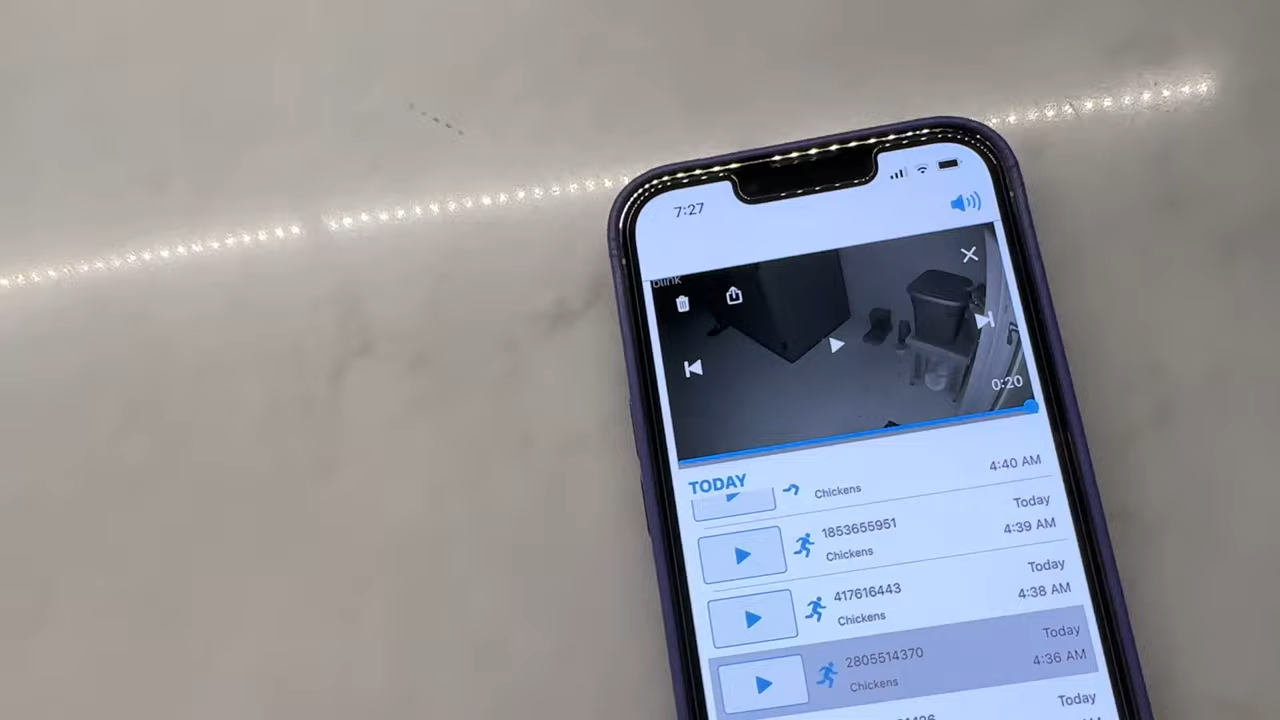 7:27
blink
0:20
TODAY
4:40 AM
Chickens
Today
1853655951
4:39 AM
Chickens
Today
417616443
4:38 AM
Chickens
Today
2805514370
4:36 AM
Chickens
Today